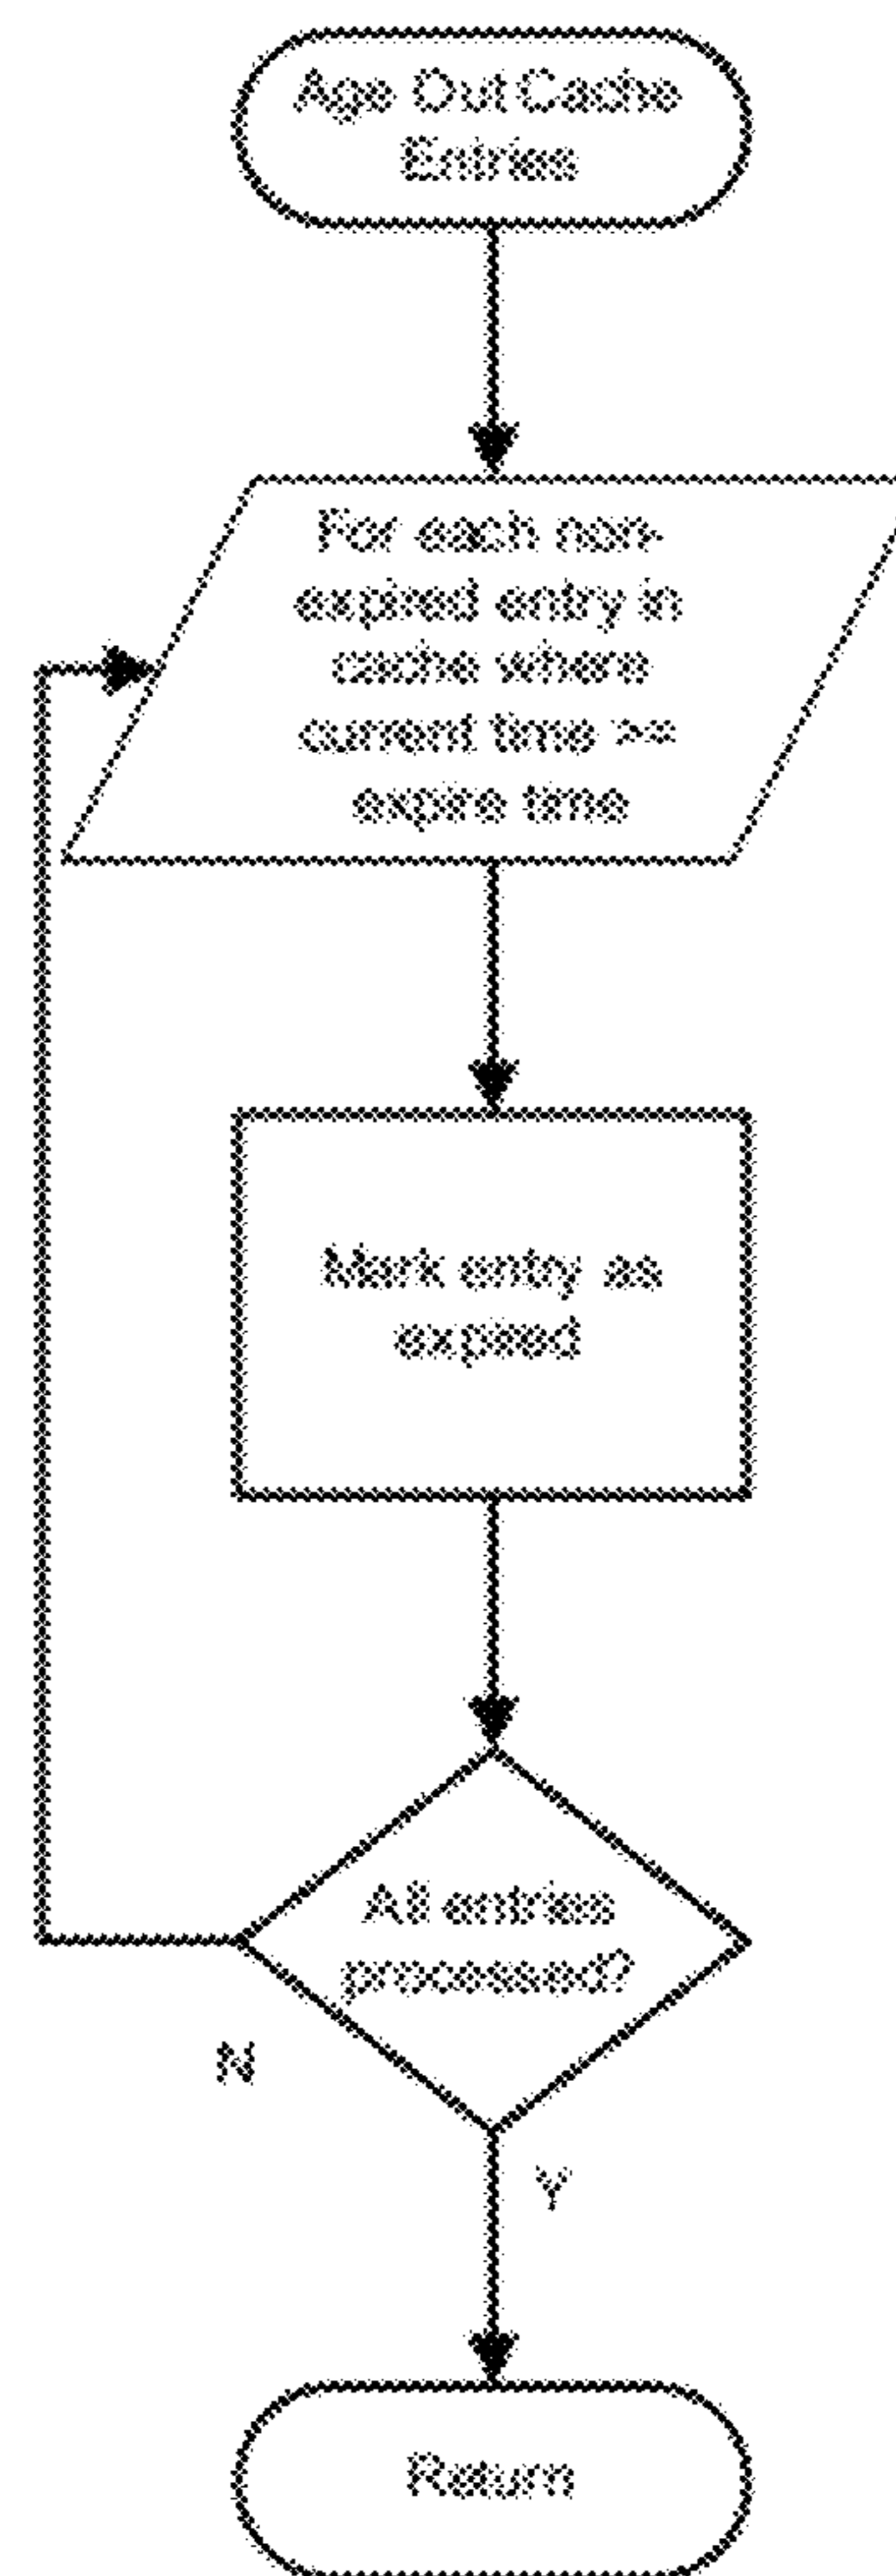 Age Out Cache
Entries
For each non-
expired entry in
cache where
current time >=
expire time
Mark entry as
expired
All entries
processed?
N
Y
Return